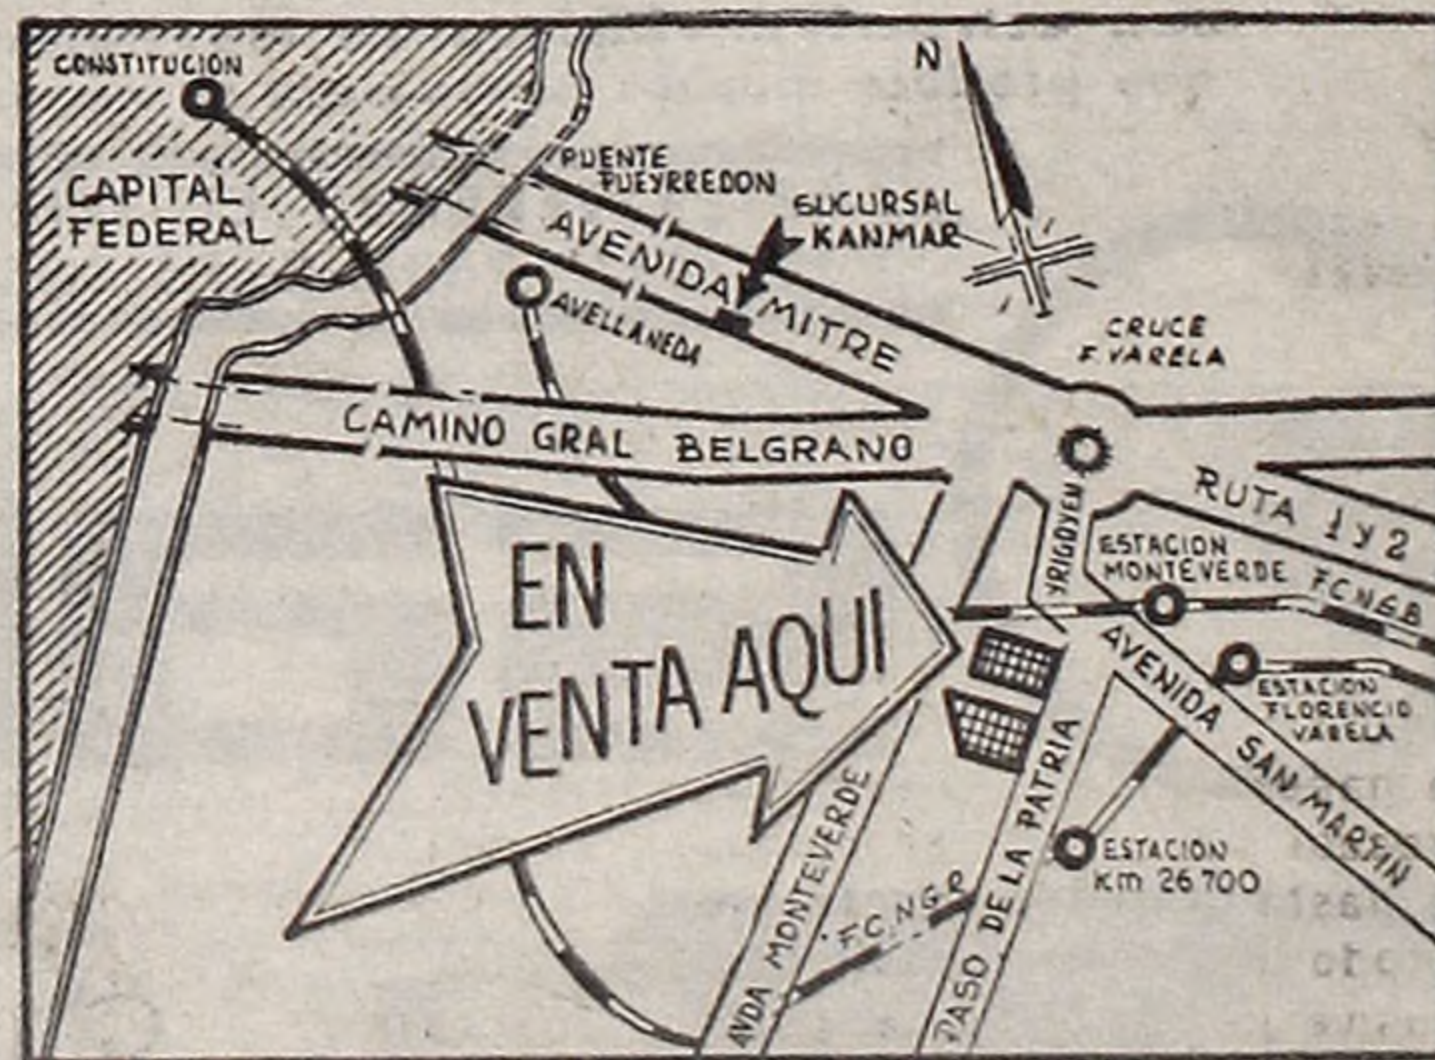 CONSTITUCION
N
CAPITAL
FEDERAL
PUENTE
PUEYRREDON
SUCURSAL
KANMAR
AVENIDA MITRE
AVELLANEDA
CRUCE
F. VARELA
CAMINO GRAL BELGRANO
RUTA 1 y 2
YRIGOYEN
ESTACION
MONTEVERDE
F.C.N.G.B
EN
VENTA AQUI
AVENIDA SAN MARTIN
ESTACION
FLORENCIO
VARELA
AVDA MONTEVERDE
F.C.N.G.R
PASO DE LA PATRIA
ESTACION
Km 26 700